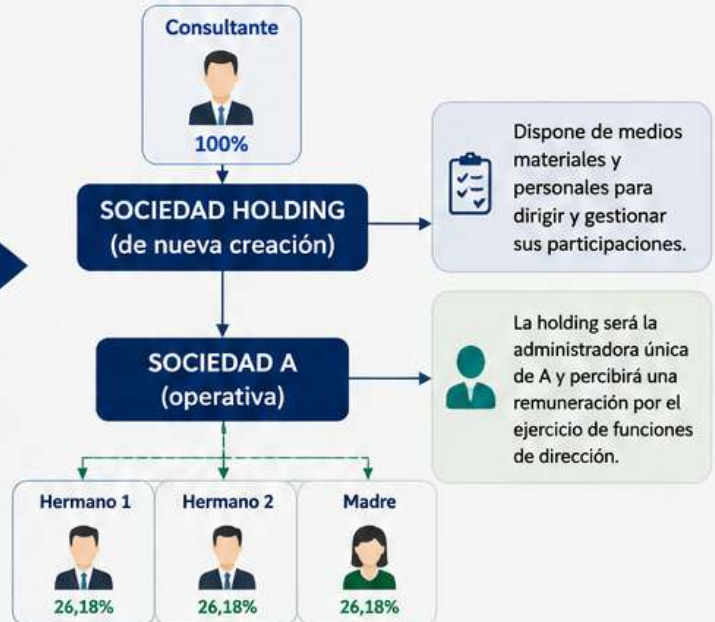 Consultante
100%
SOCIEDAD HOLDING
(de nueva creación)
Dispone de medios
materiales y
personales para
dirigir y gestionar
sus participaciones.
SOCIEDAD A
(operativa)
La holding será la
administradora única
de A y percibirá una
remuneración por el
ejercicio de funciones
de dirección.
Hermano 1
26,18%
Hermano 2
26,18%
Madre
26,18%